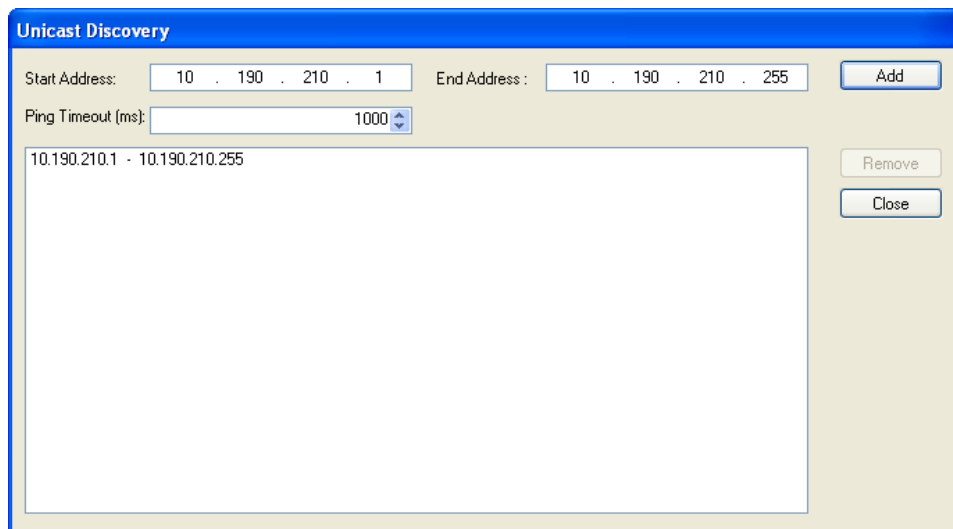 Unicast Discovery
Start Address: 10 . 190 . 210 . 1 End Address : 10 . 190 . 210 . 255 Add
Ping Timeout (ms): 1000
10.190.210.1 - 10.190.210.255
Remove
Close